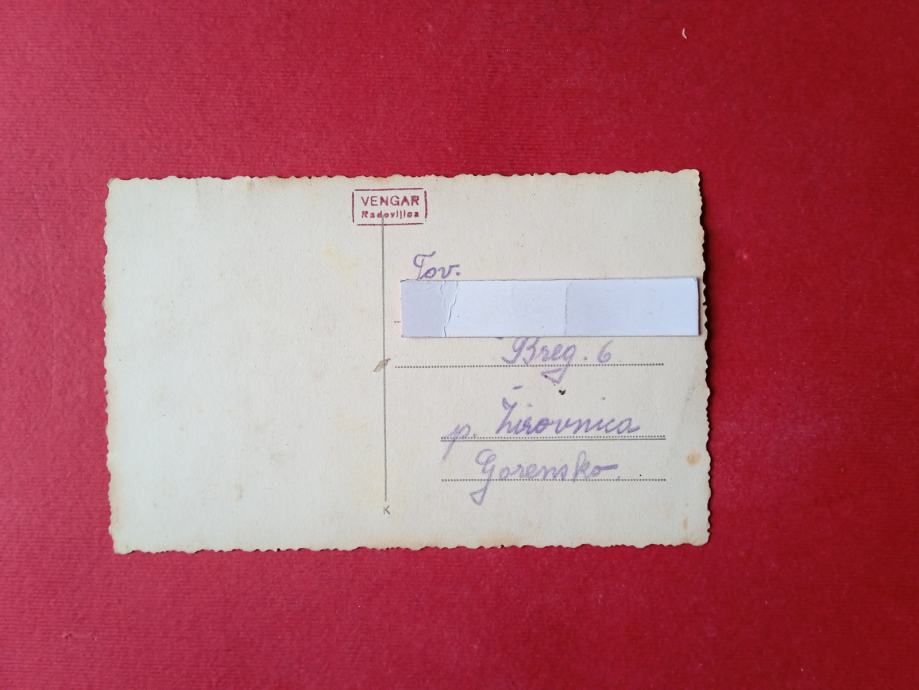 VENGAR
Radovljica
Tov.
Breg. 6
p. Žirovnica
Gorensko.
K